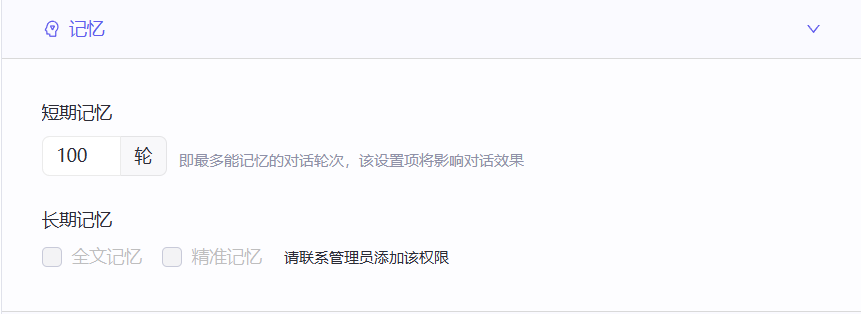 记忆
短期记忆
100 轮 即最多能记忆的对话轮次，该设置项将影响对话效果
长期记忆
全文记忆 精准记忆 请联系管理员添加该权限